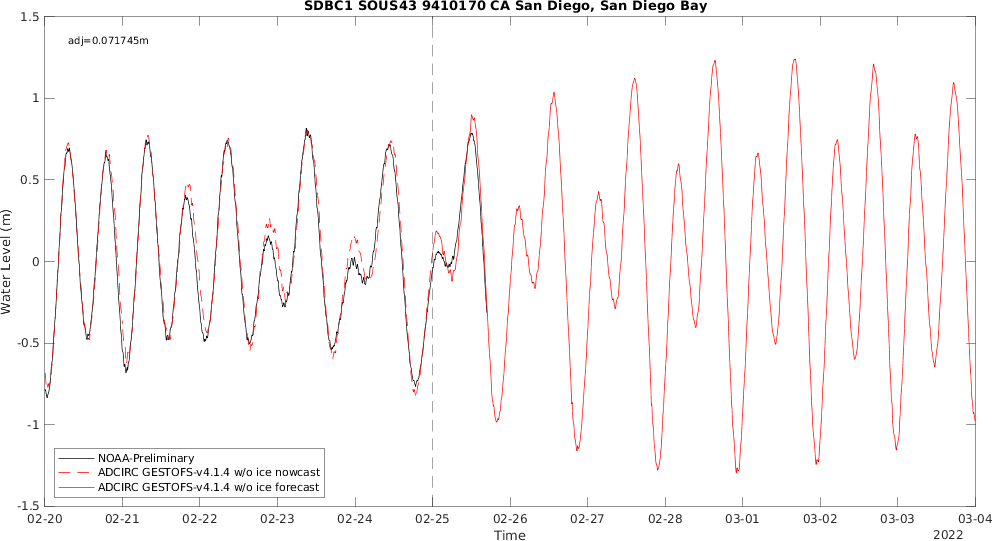 SDBC1 SOUS43 9410170 CA San Diego, San Diego Bay
adj=0.071745m
Water Level (m)
1.5
1
0.5
0
-0.5
-1
-1.5
NOAA-Preliminary
ADCIRC GESTOFS-v4.1.4 w/o ice nowcast
ADCIRC GESTOFS-v4.1.4 w/o ice forecast
02-20 02-21 02-22 02-23 02-24 02-25 02-26 02-27 02-28 03-01 03-02 03-03 03-04
Time
2022